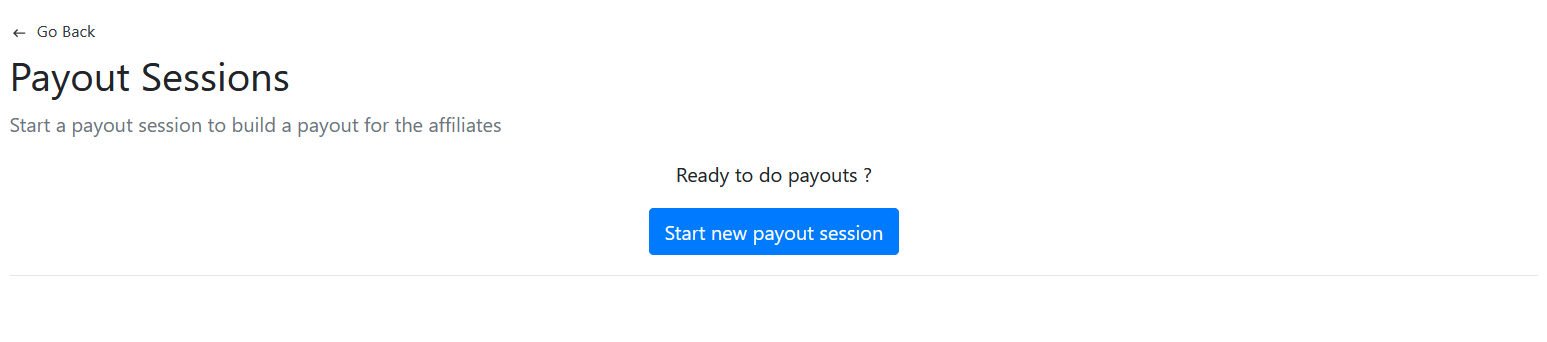 ← Go Back
Payout Sessions
Start a payout session to build a payout for the affiliates
Ready to do payouts ?
Start new payout session